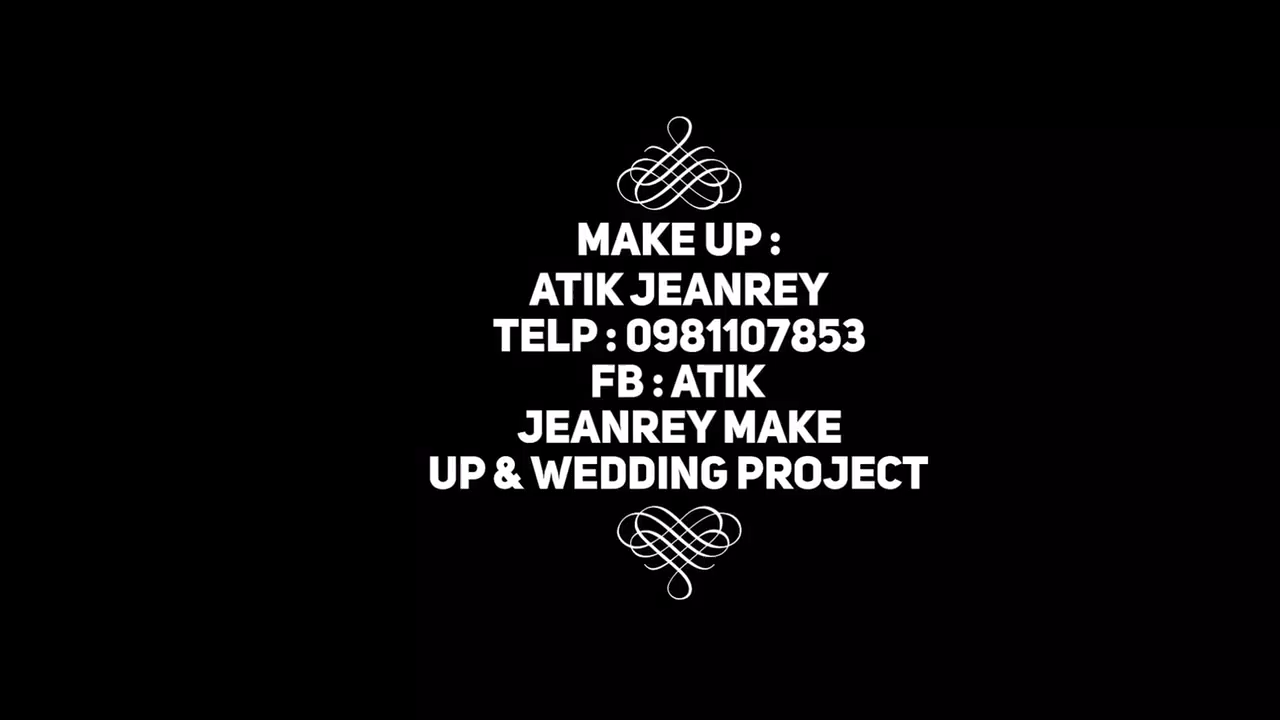 MAKE UP :
ATIK JEANREY
TELP : 0981107853
FB : ATIK
JEANREY MAKE
UP & WEDDING PROJECT